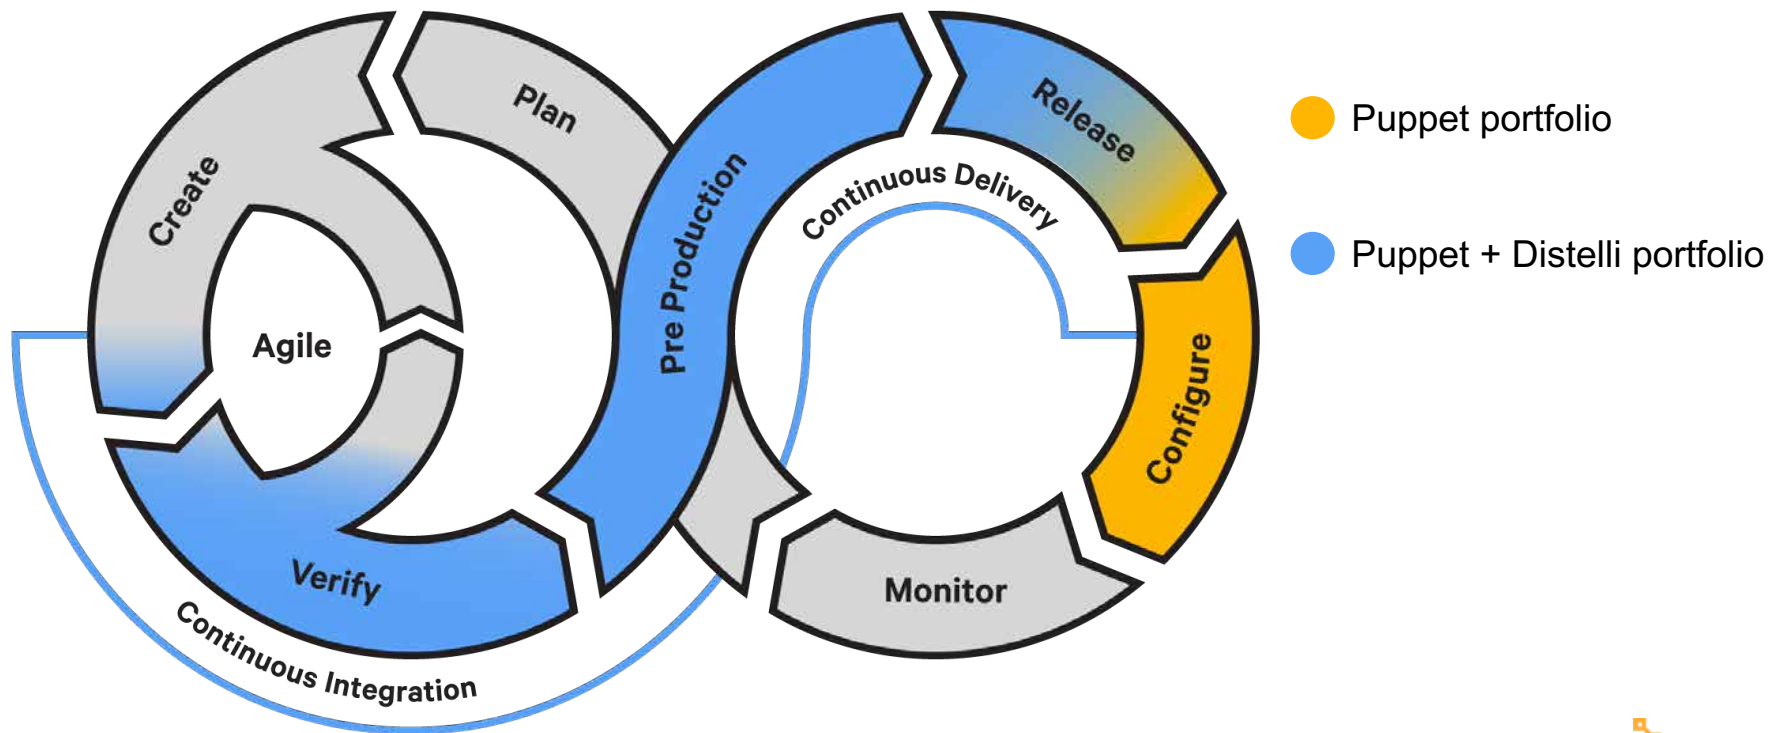 Create
Plan
Agile
Verify
Continuous Integration
Pre Production
Continuous Delivery
Release
Configure
Monitor
Puppet portfolio
Puppet + Distelli portfolio